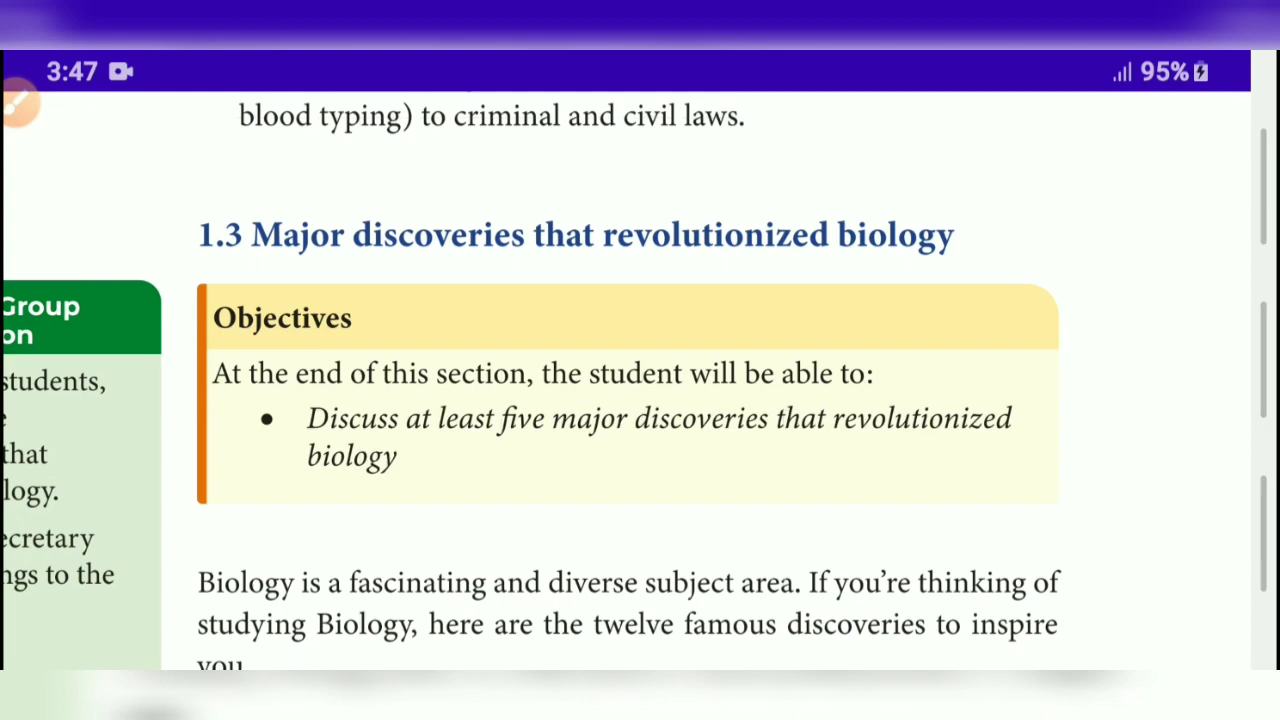 3:47
95%
blood typing) to criminal and civil laws.
1.3 Major discoveries that revolutionized biology
Group
on
students,
that
logy.
ecretary
ngs to the
Objectives
At the end of this section, the student will be able to:
• Discuss at least five major discoveries that revolutionized
biology
Biology is a fascinating and diverse subject area. If you're thinking of
studying Biology, here are the twelve famous discoveries to inspire
you